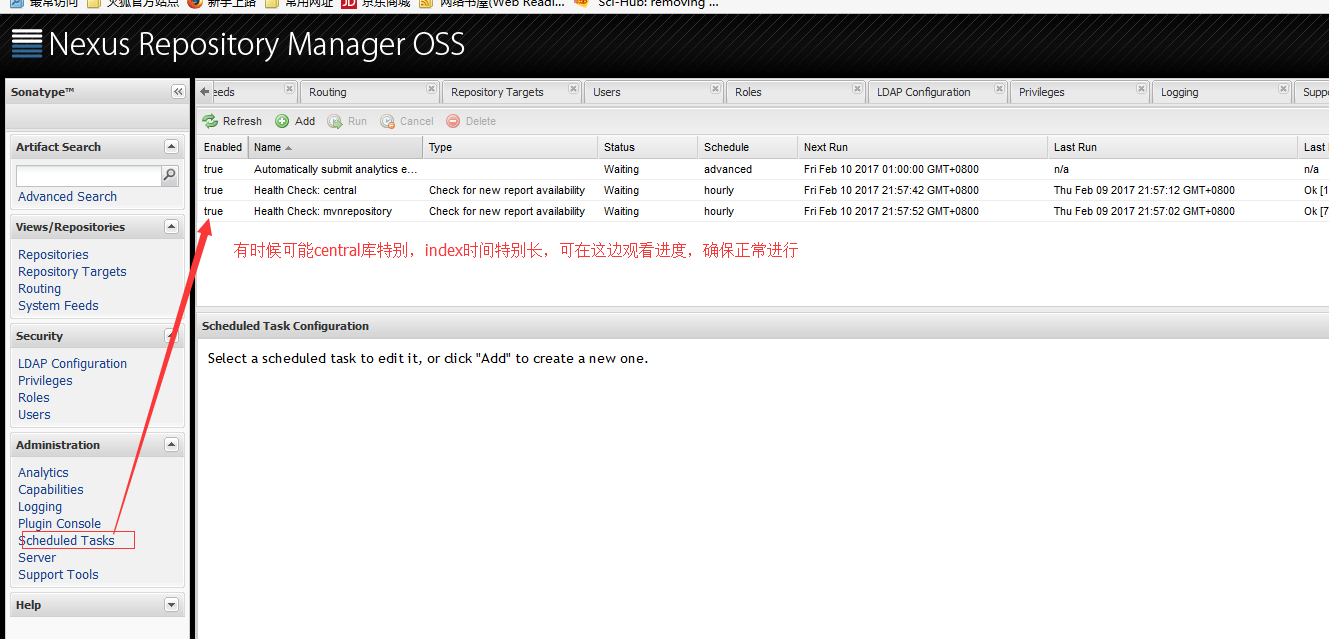 最常访问 火狐官方站点 新手上路 常用网址 JD 京东商城 网络书屋(Web Readi... Sci-Hub: removing ...
Nexus Repository Manager OSS
Sonatype™
eeds Routing Repository Targets Users Roles LDAP Configuration Privileges Logging Suppo
Refresh Add Run Cancel Delete
Artifact Search
Advanced Search
Views/Repositories
Repositories
Repository Targets
Routing
System Feeds
Security
LDAP Configuration
Privileges
Roles
Users
Administration
Analytics
Capabilities
Logging
Plugin Console
Scheduled Tasks
Server
Support Tools
Help
Enabled Name Type Status Schedule Next Run Last Run Last
true Automatically submit analytics e... Waiting advanced Fri Feb 10 2017 01:00:00 GMT+0800 n/a n/a
true Health Check: central Check for new report availability Waiting hourly Fri Feb 10 2017 21:57:42 GMT+0800 Thu Feb 09 2017 21:57:12 GMT+0800 Ok [1
true Health Check: mvnrepository Check for new report availability Waiting hourly Fri Feb 10 2017 21:57:52 GMT+0800 Thu Feb 09 2017 21:57:02 GMT+0800 Ok [7
有时候可能central库特别，index时间特别长，可在这边观看进度，确保正常进行
Scheduled Task Configuration
Select a scheduled task to edit it, or click "Add" to create a new one.